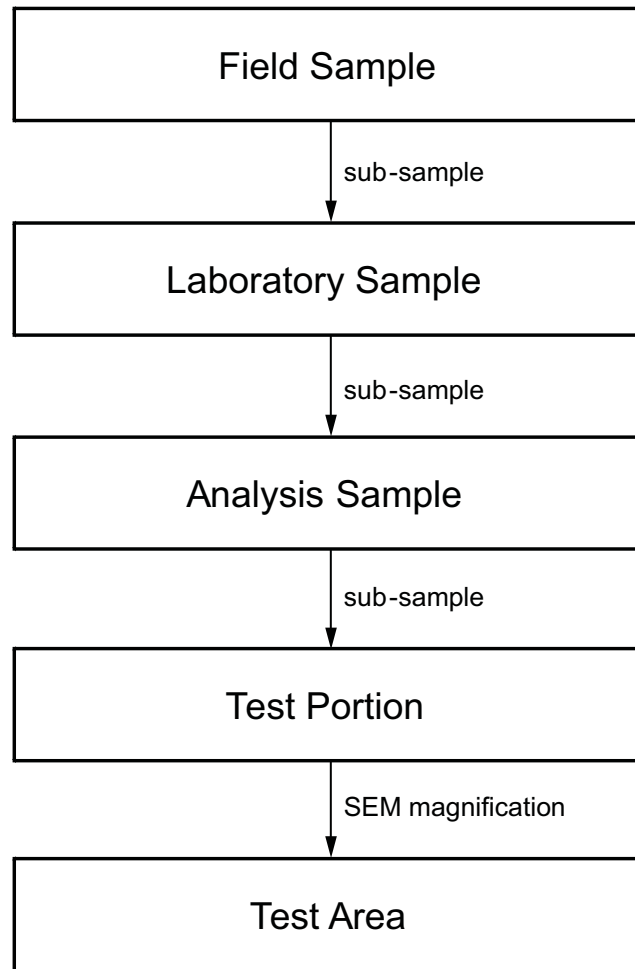 Field Sample
sub-sample
Laboratory Sample
sub-sample
Analysis Sample
sub-sample
Test Portion
SEM magnification
Test Area